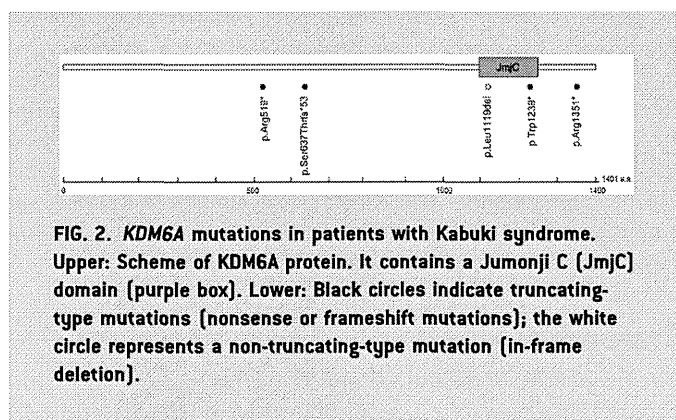 JmjC
p.Arg519*
p.Ser637Thrfs*53
p.Leu1119del
p.Trp1239*
p.Arg1351*
1401 a.a.
0
500
1000
1400
FIG. 2. KDM6A mutations in patients with Kabuki syndrome.
Upper: Scheme of KDM6A protein. It contains a Jumonji C (JmjC)
domain (purple box). Lower: Black circles indicate truncating-
type mutations (nonsense or frameshift mutations); the white
circle represents a non-truncating-type mutation (in-frame
deletion).